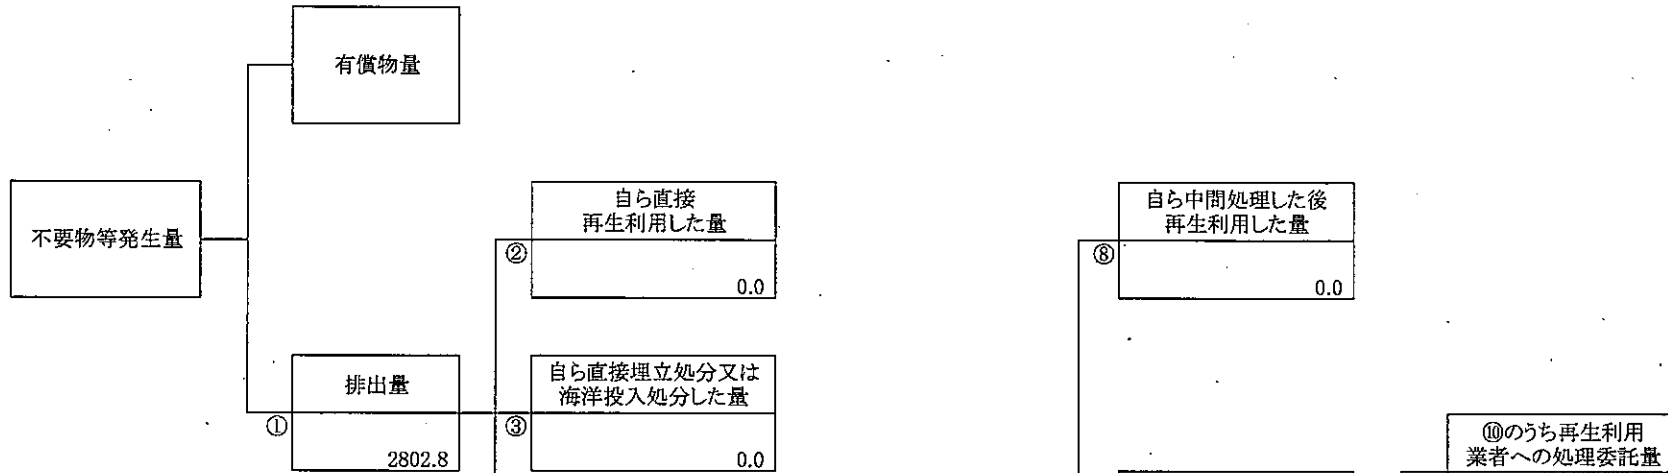 有償物量
不要物等発生量
自ら直接
再生利用した量
②
0.0
自ら中間処理した後
再生利用した量
⑧
0.0
排出量
①
2802.8
自ら直接埋立処分又は
海洋投入処分した量
③
0.0
⑩のうち再生利用
業者への処理委託量